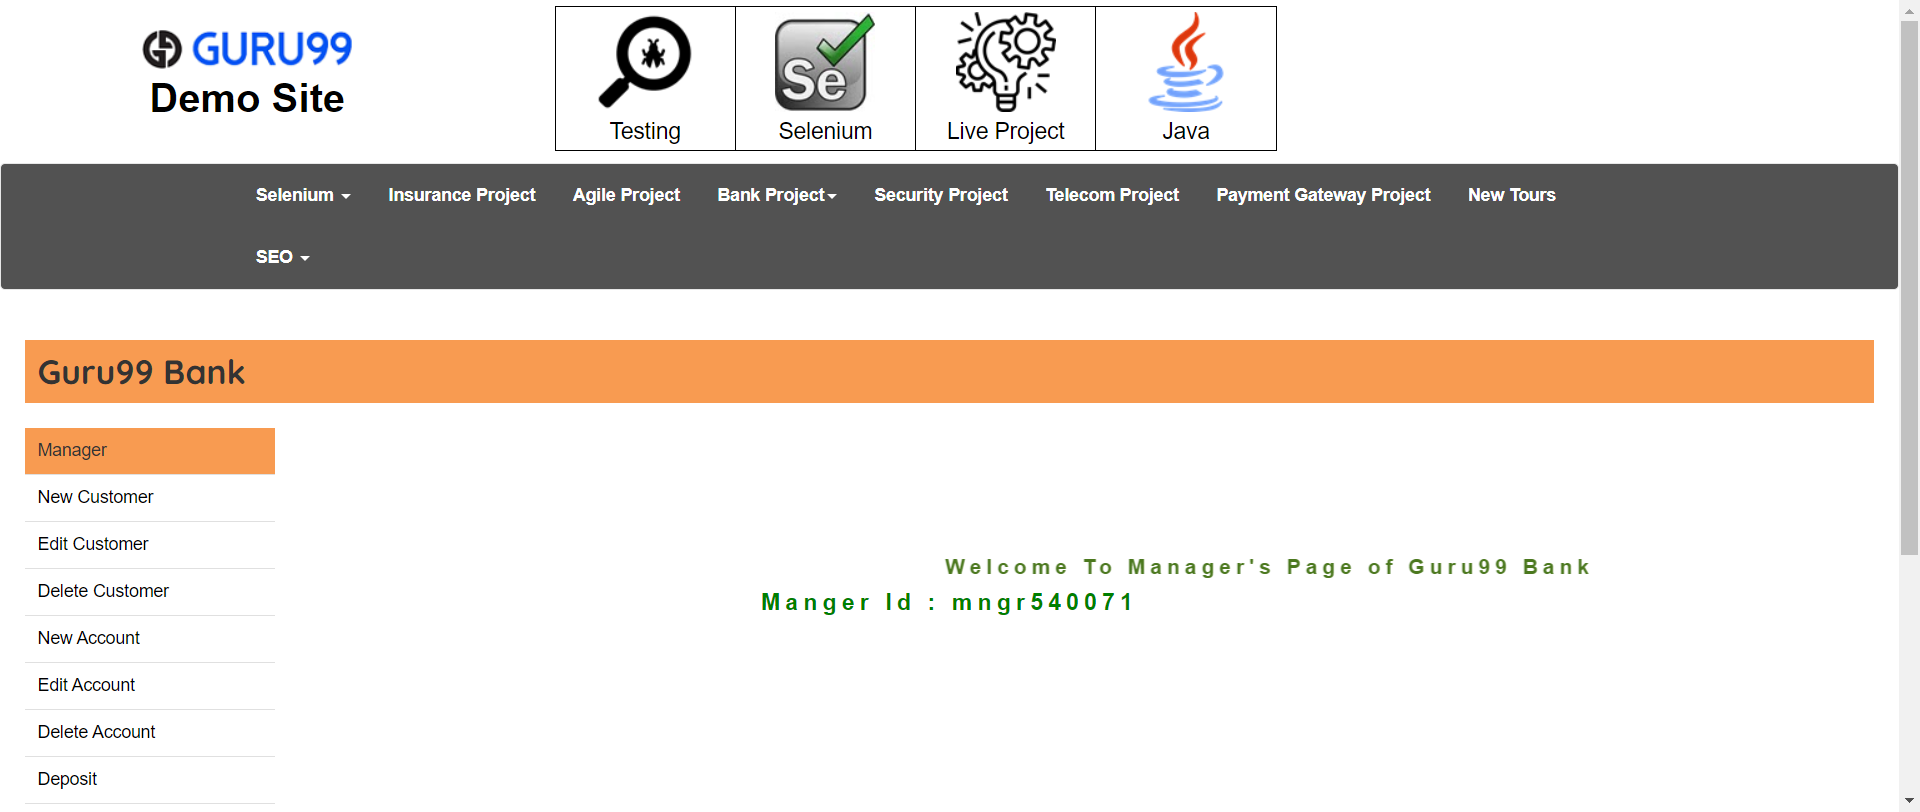 GURU99
Demo Site
Se
Testing
Selenium
Live Project
Java
Selenium
Insurance Project
Agile Project
Bank Project
Security Project
Telecom Project
Payment Gateway Project
New Tours
SEO
Guru99 Bank
Manager
New Customer
Edit Customer
Delete Customer
New Account
Edit Account
Delete Account
Deposit
Welcome To Manager's Page of Guru99 Bank
Manger Id : mngr540071